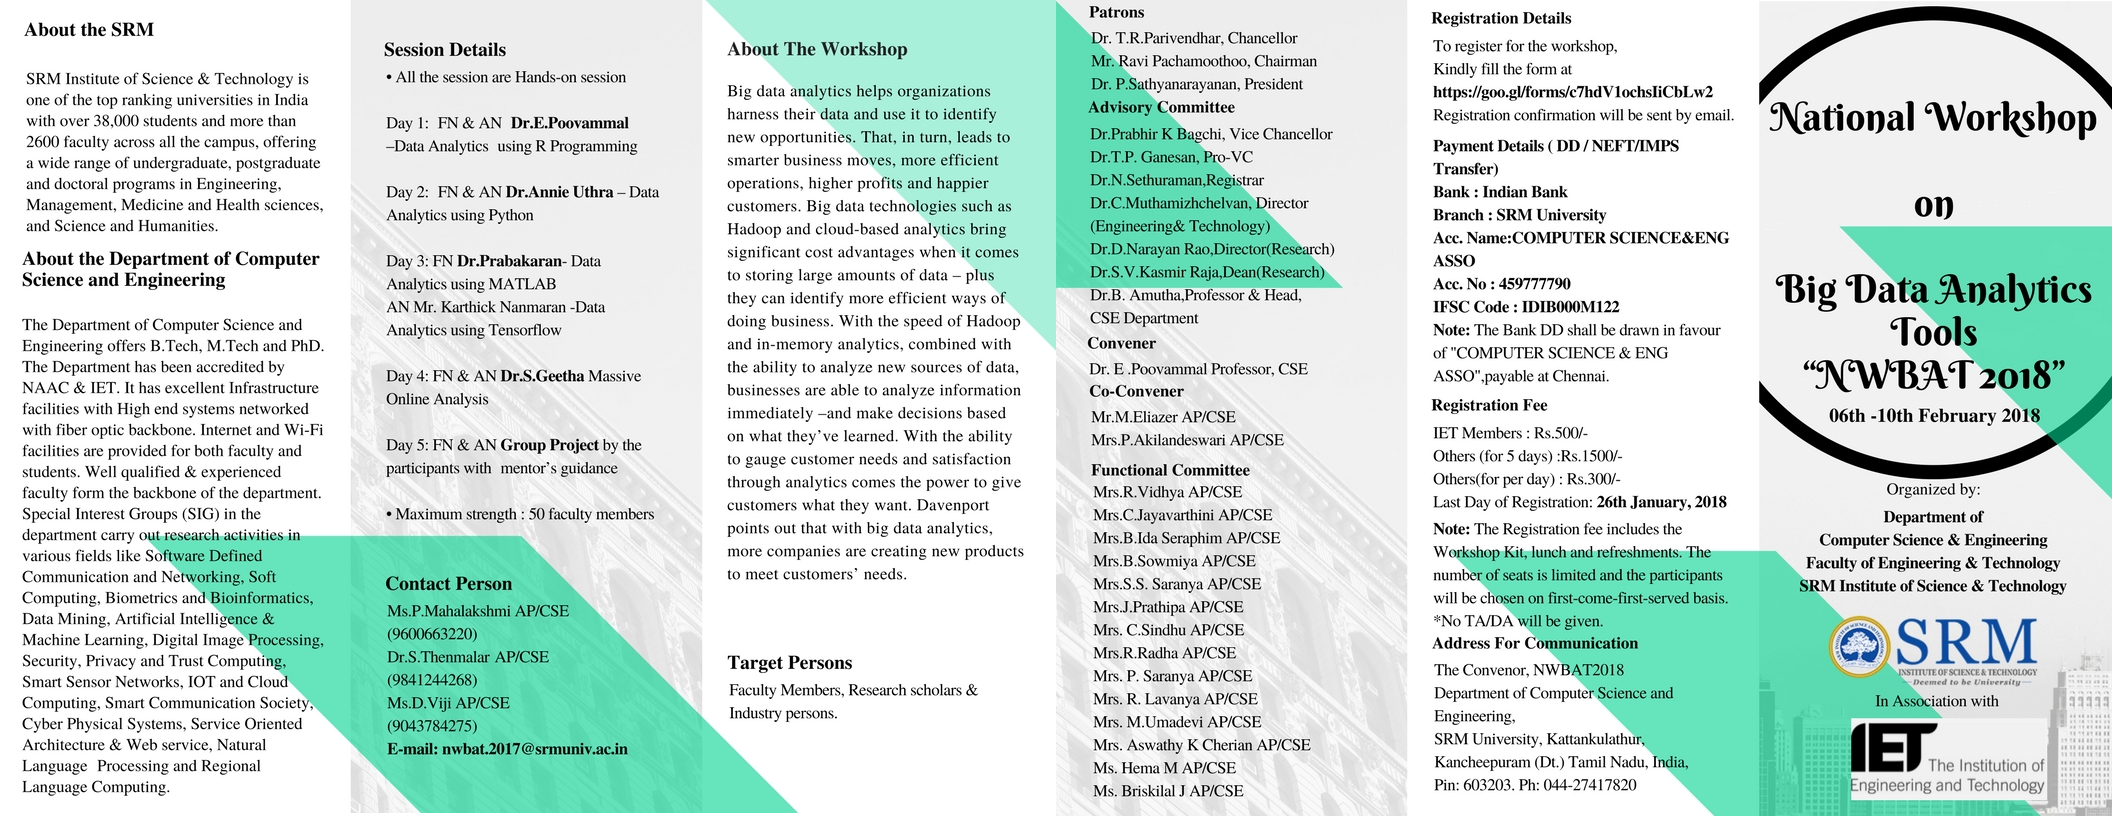 About the SRM
SRM Institute of Science & Technology is
one of the top ranking universities in India
with over 38,000 students and more than
2600 faculty across all the campus, offering
a wide range of undergraduate, postgraduate
and doctoral programs in Engineering,
Management, Medicine and Health sciences,
and Science and Humanities.
About the Department of Computer
Science and Engineering
The Department of Computer Science and
Engineering offers B.Tech, M.Tech and PhD.
The Department has been accredited by
NAAC & IET. It has excellent Infrastructure
facilities with High end systems networked
with fiber optic backbone. Internet and Wi-Fi
facilities are provided for both faculty and
students. Well qualified & experienced
faculty form the backbone of the department.
Special Interest Groups (SIG) in the
department carry out research activities in
various fields like Software Defined
Communication and Networking, Soft
Computing, Biometrics and Bioinformatics,
Data Mining, Artificial Intelligence &
Machine Learning, Digital Image Processing,
Security, Privacy and Trust Computing,
Smart Sensor Networks, IOT and Cloud
Computing, Smart Communication Society,
Cyber Physical Systems, Service Oriented
Architecture & Web service, Natural
Language Processing and Regional
Language Computing.
Session Details
• All the session are Hands-on session
Day 1: FN & AN Dr.E.Poovammal
–Data Analytics using R Programming
Day 2: FN & AN Dr.Annie Uthra – Data
Analytics using Python
Day 3: FN Dr.Prabakaran- Data
Analytics using MATLAB
AN Mr. Karthick Nanmaran -Data
Analytics using Tensorflow
Day 4: FN & AN Dr.S.Geetha Massive
Online Analysis
Day 5: FN & AN Group Project by the
participants with mentor's guidance
• Maximum strength : 50 faculty members
Contact Person
Ms.P.Mahalakshmi AP/CSE
(9600663220)
Dr.S.Thenmalar AP/CSE
(9841244268)
Ms.D.Viji AP/CSE
(9043784275)
E-mail: nwbat.2017@srmuniv.ac.in
About The Workshop
Big data analytics helps organizations
harness their data and use it to identify
new opportunities. That, in turn, leads to
smarter business moves, more efficient
operations, higher profits and happier
customers. Big data technologies such as
Hadoop and cloud-based analytics bring
significant cost advantages when it comes
to storing large amounts of data – plus
they can identify more efficient ways of
doing business. With the speed of Hadoop
and in-memory analytics, combined with
the ability to analyze new sources of data,
businesses are able to analyze information
immediately –and make decisions based
on what they've learned. With the ability
to gauge customer needs and satisfaction
through analytics comes the power to give
customers what they want. Davenport
points out that with big data analytics,
more companies are creating new products
to meet customers' needs.
Target Persons
Faculty Members, Research scholars &
Industry persons.
Patrons
Dr. T.R.Parivendhar, Chancellor
Mr. Ravi Pachamoothoo, Chairman
Dr. P.Sathyanarayanan, President
Advisory Committee
Dr.Prabhir K Bagchi, Vice Chancellor
Dr.T.P. Ganesan, Pro-VC
Dr.N.Sethuraman,Registrar
Dr.C.Muthamizhchelvan, Director
(Engineering& Technology)
Dr.D.Narayan Rao,Director(Research)
Dr.S.V.Kasmir Raja,Dean(Research)
Dr.B. Amutha,Professor & Head,
CSE Department
Convener
Dr. E .Poovammal Professor, CSE
Co-Convener
Mr.M.Eliazer AP/CSE
Mrs.P.Akilandeswari AP/CSE
Functional Committee
Mrs.R.Vidhya AP/CSE
Mrs.C.Jayavarthini AP/CSE
Mrs.B.Ida Seraphim AP/CSE
Mrs.B.Sowmiya AP/CSE
Mrs.S.S. Saranya AP/CSE
Mrs.J.Prathipa AP/CSE
Mrs. C.Sindhu AP/CSE
Mrs.R.Radha AP/CSE
Mrs. P. Saranya AP/CSE
Mrs. R. Lavanya AP/CSE
Mrs. M.Umadevi AP/CSE
Mrs. Aswathy K Cherian AP/CSE
Ms. Hema M AP/CSE
Ms. Briskilal J AP/CSE
Registration Details
To register for the workshop,
Kindly fill the form at
https://goo.gl/forms/c7hdV1ochsIiCbLw2
Registration confirmation will be sent by email.
Payment Details ( DD / NEFT/IMPS
Transfer)
Bank : Indian Bank
Branch : SRM University
Acc. Name:COMPUTER SCIENCE&ENG
ASSO
Acc. No : 459777790
IFSC Code : IDIB000M122
Note: The Bank DD shall be drawn in favour
of "COMPUTER SCIENCE & ENG
ASSO",payable at Chennai.
Registration Fee
IET Members : Rs.500/-
Others (for 5 days) :Rs.1500/-
Others(for per day) : Rs.300/-
Last Day of Registration: 26th January, 2018
Note: The Registration fee includes the
Workshop Kit, lunch and refreshments. The
number of seats is limited and the participants
will be chosen on first-come-first-served basis.
*No TA/DA will be given.
Address For Communication
The Convenor, NWBAT2018
Department of Computer Science and
Engineering,
SRM University, Kattankulathur,
Kancheepuram (Dt.) Tamil Nadu, India,
Pin: 603203. Ph: 044-27417820
National Workshop
on
Big Data Analytics
Tools
“NWBAT 2018”
06th -10th February 2018
Organized by:
Department of
Computer Science & Engineering
Faculty of Engineering & Technology
SRM Institute of Science & Technology
SRM
INSTITUTE OF SCIENCE & TECHNOLOGY
Deemed to be University
In Association with
IET
The Institution of
Engineering and Technology